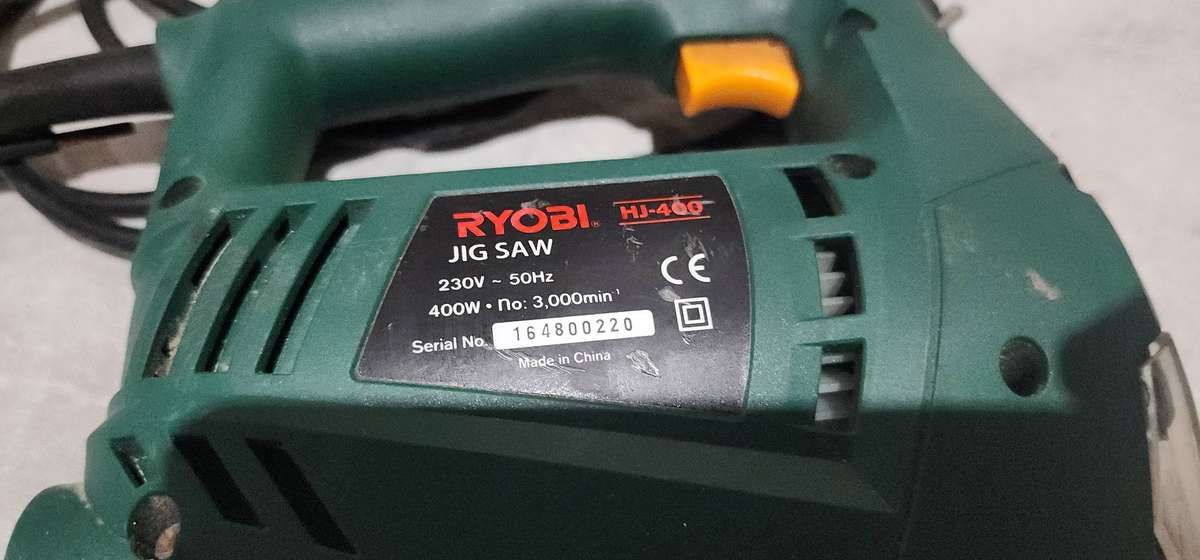 RYOBI® HJ-400
JIG SAW
230V ~ 50Hz
400W • no: 3,000min⁻¹
CE
Serial No. 164800220
Made in China